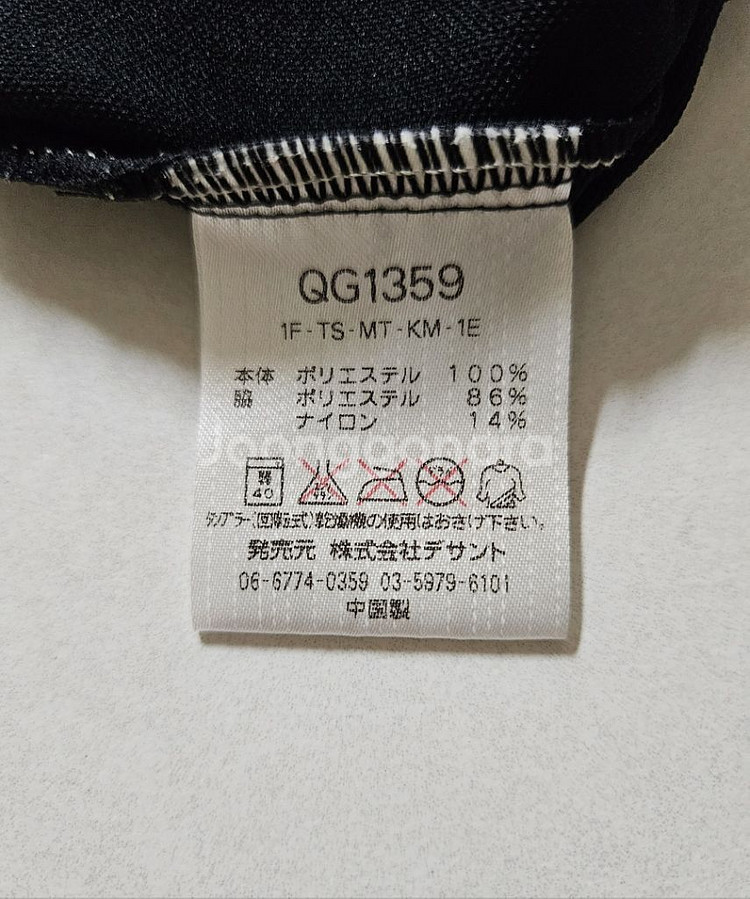 QG1359
1F-TS-MT-KM-1E
本体 ポリエステル 100%
脇 ポリエステル 86%
ナイロン 14%
弱 40
タンブラー(回転式)乾燥機の使用はおさけ下さい。
発売元 株式会社デサント
06-6774-0359 03-5979-6101
中国製